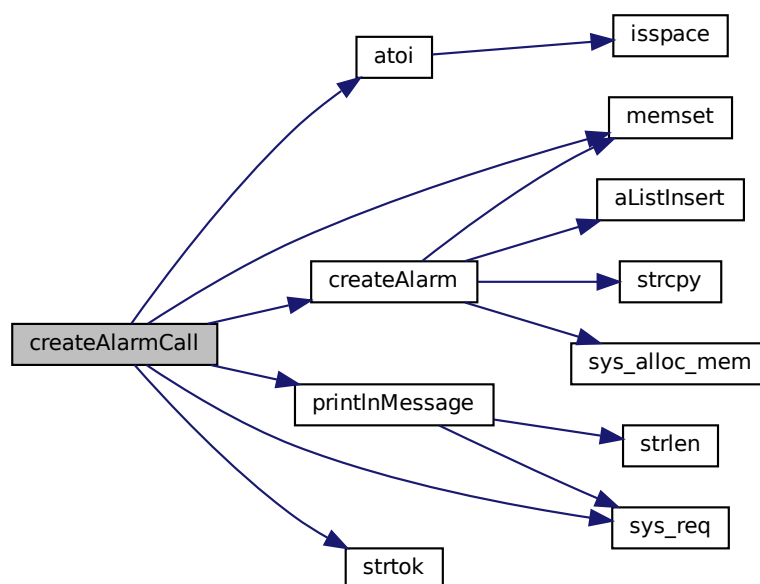 isspace
atoi
memset
aListInsert
createAlarm
strcpy
createAlarmCall
sys_alloc_mem
printlnMessage
strlen
sys_req
strtok